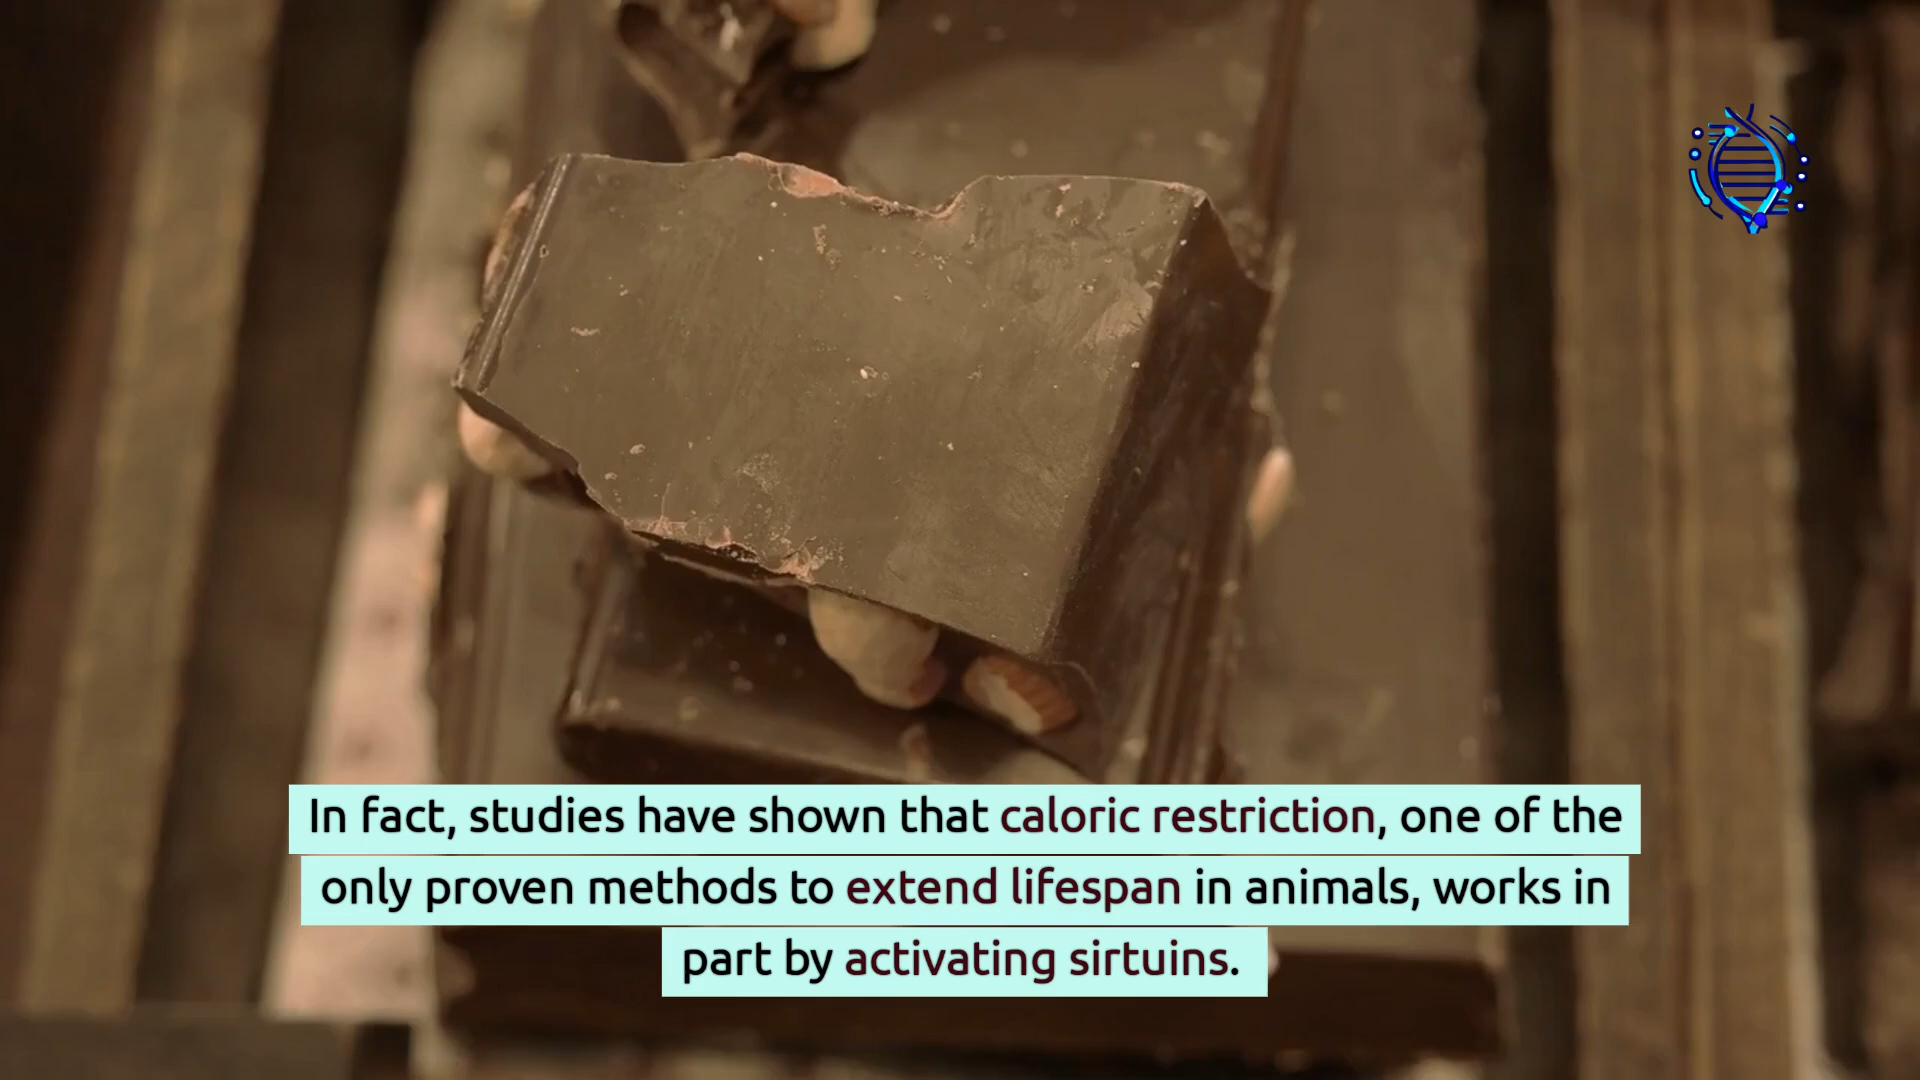 In fact, studies have shown that caloric restriction, one of the
only proven methods to extend lifespan in animals, works in
part by activating sirtuins.